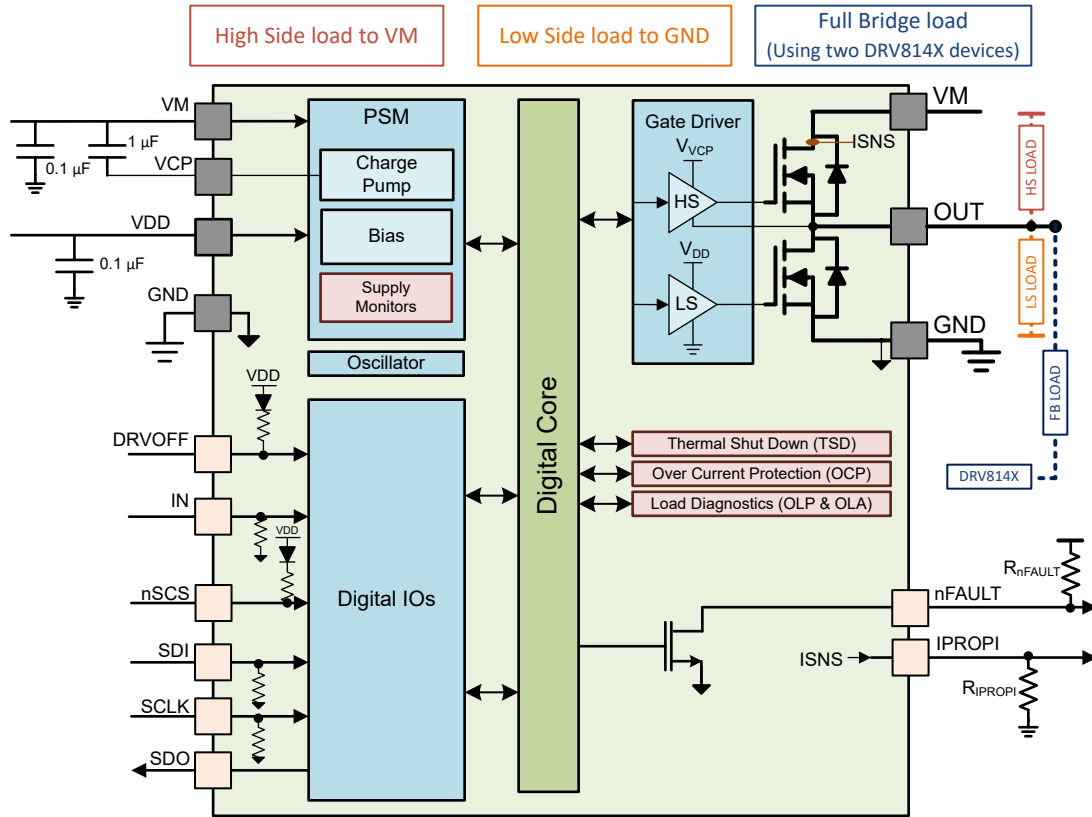 High Side load to VM
Low Side load to GND
Full Bridge load
(Using two DRV814X devices)
VM
0.1 µF
1 µF
VCP
VDD
0.1 µF
GND
DRVOFF
IN
nSCS
SDI
SCLK
SDO
VDD
VDD
PSM
Charge
Pump
Bias
Supply
Monitors
Oscillator
Digital IOs
Digital Core
Gate Driver
VVCP
HS
VDD
LS
ISNS
Thermal Shut Down (TSD)
Over Current Protection (OCP)
Load Diagnostics (OLP & OLA)
VM
OUT
GND
HS LOAD
LS LOAD
FB LOAD
DRV814X
RnFAULT
nFAULT
ISNS
IPROPI
RIPROPI